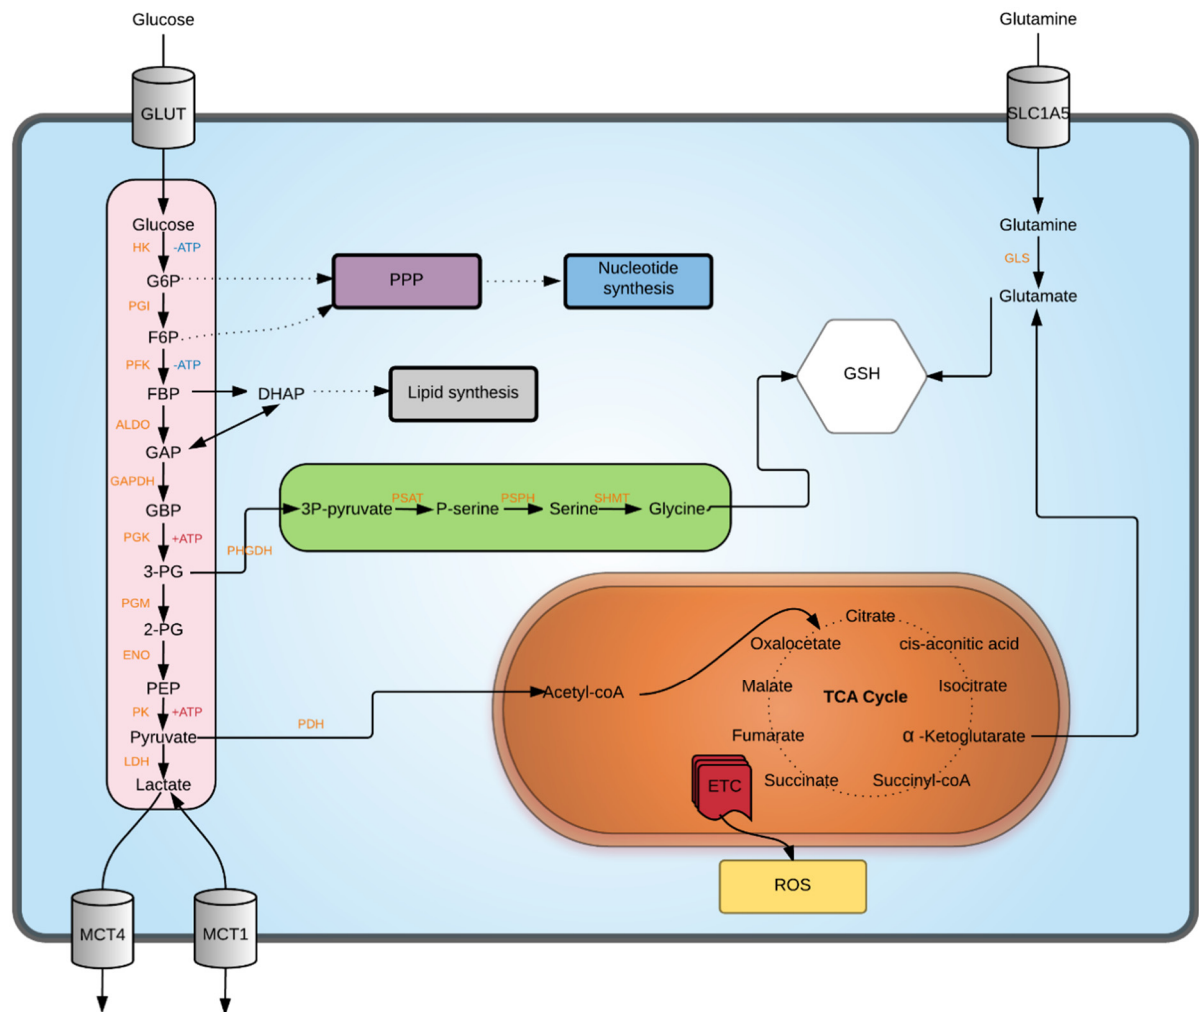 Glucose
Glutamine
GLUT
SLC1A5
Glucose
HK
-ATP
G6P
PGI
F6P
PFK
-ATP
FBP
ALDO
GAP
GAPDH
GBP
PGK
+ATP
3-PG
PGM
2-PG
ENO
PEP
PK
+ATP
Pyruvate
LDH
Lactate
MCT4
MCT1
PPP
Nucleotide
synthesis
DHAP
Lipid synthesis
PHGDH
3P-pyruvate
PSAT
P-serine
PSPH
Serine
SHMT
Glycine
GSH
Glutamine
GLS
Glutamate
PDH
Acetyl-coA
TCA Cycle
Citrate
cis-aconitic acid
Isocitrate
α -Ketoglutarate
Succinyl-coA
Succinate
Fumarate
Malate
Oxalocetate
ETC
ROS